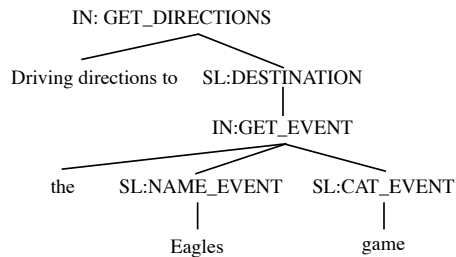 IN: GET_DIRECTIONS
Driving directions to SL:DESTINATION
IN:GET_EVENT
the SL:NAME_EVENT SL:CAT_EVENT
Eagles game